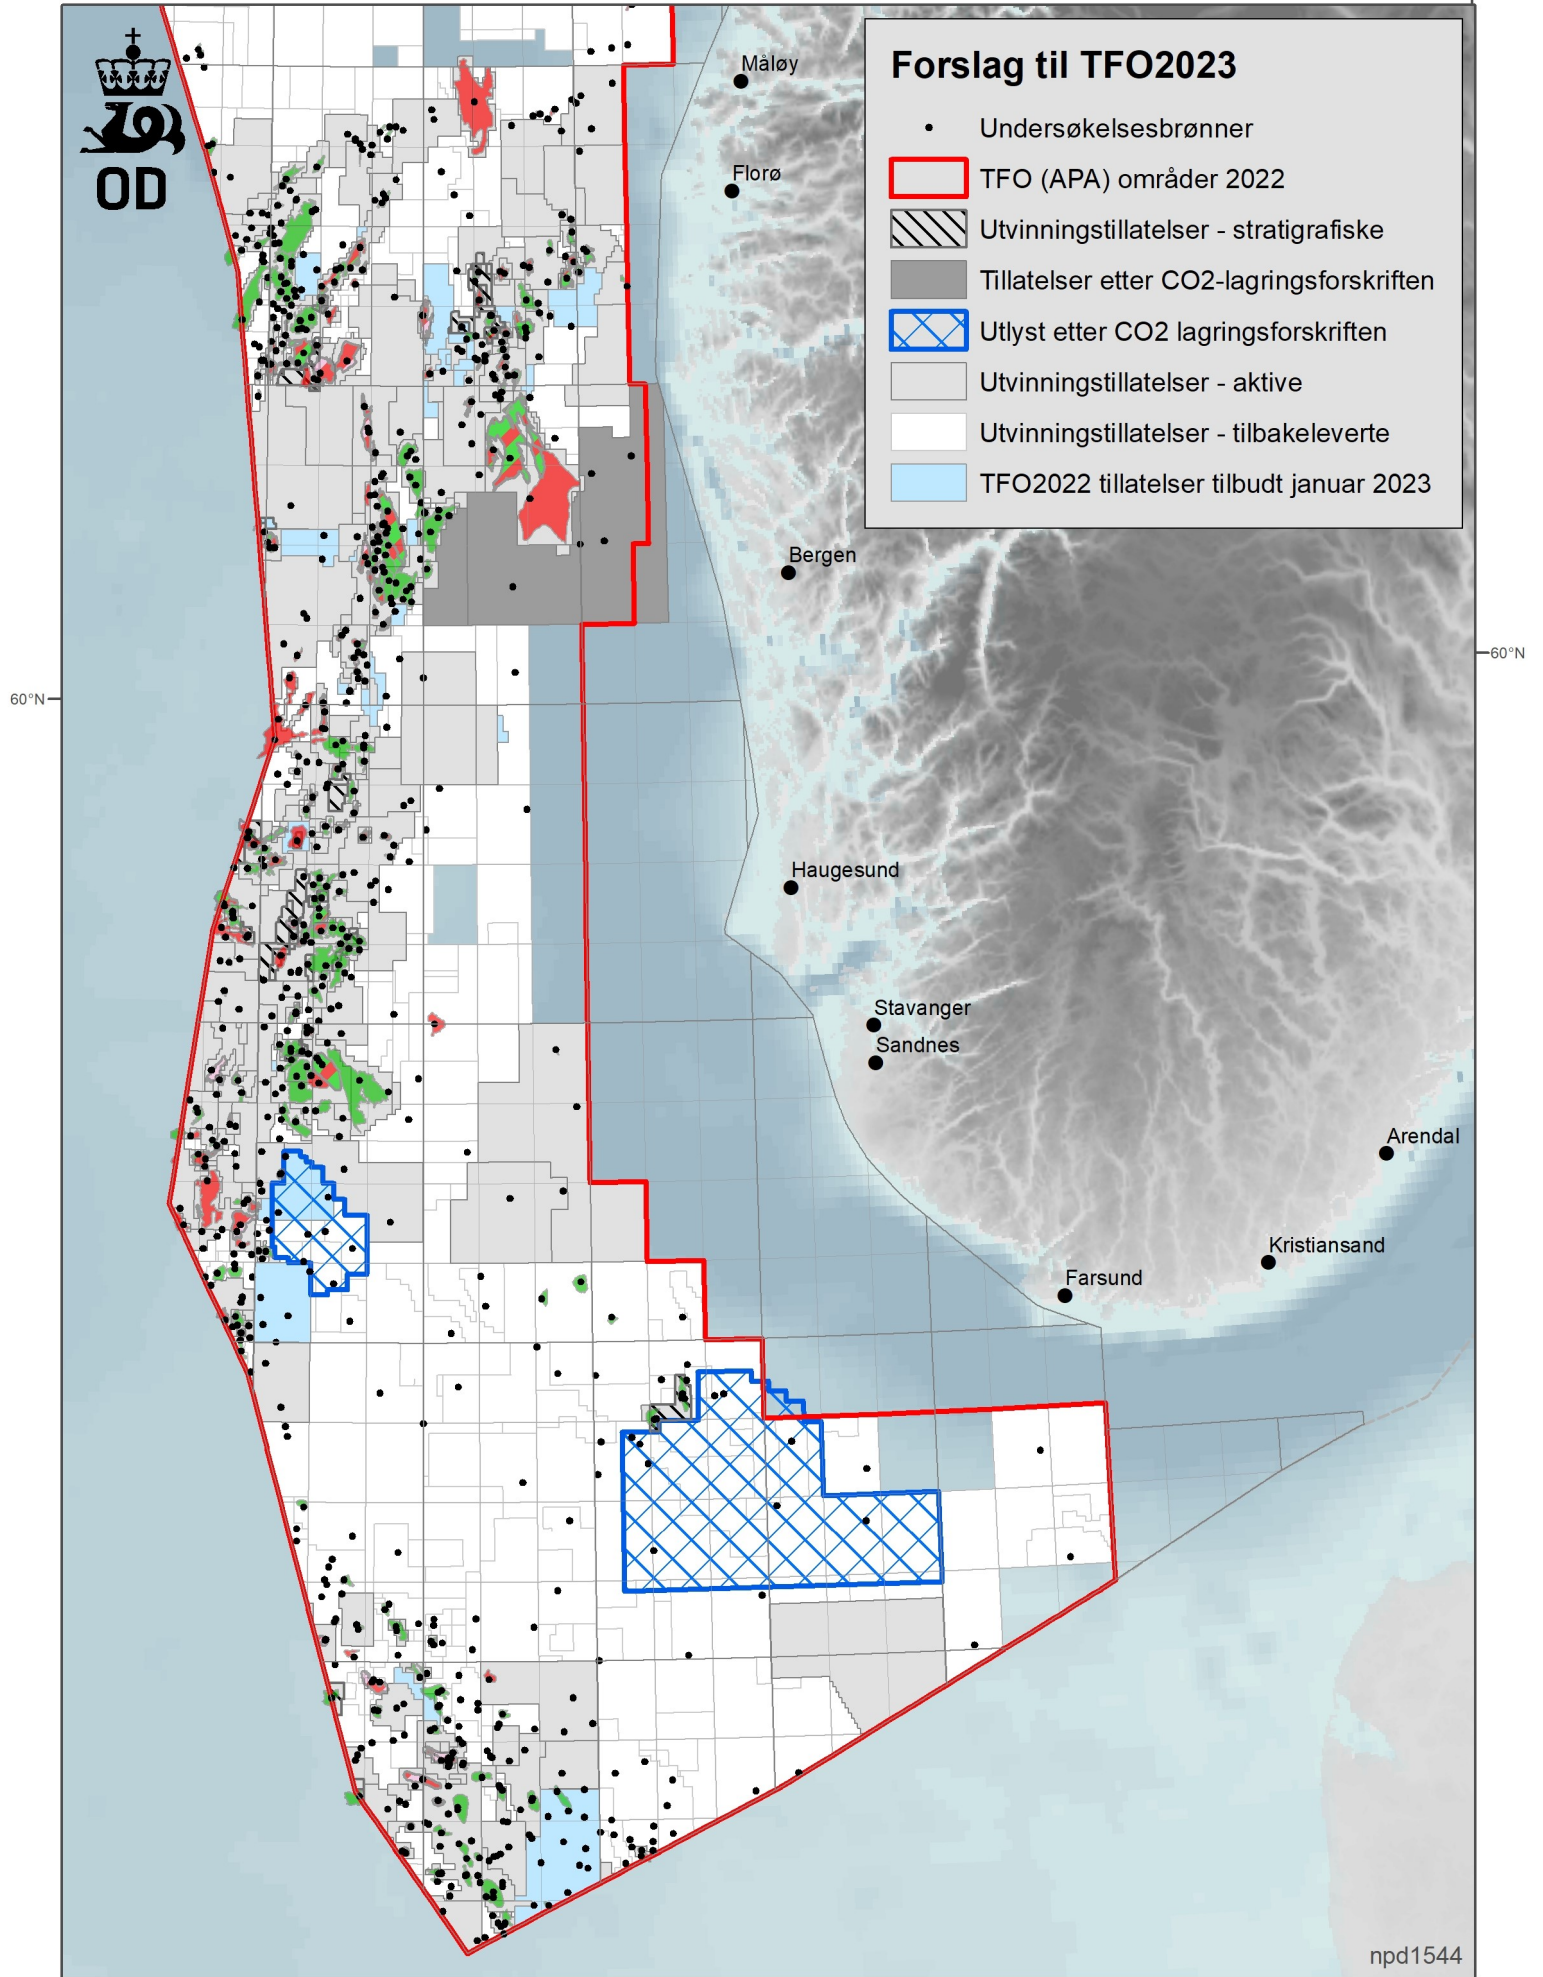 OD
Forslag til TFO2023
Undersøkelsesbrønner
TFO (APA) områder 2022
Utvinningstillatelser - stratigrafiske
Tillatelser etter CO2-lagringsforskriften
Utlyst etter CO2 lagringsforskriften
Utvinningstillatelser - aktive
Utvinningstillatelser - tilbakeleverte
TFO2022 tillatelser tilbudt januar 2023
Måløy
Florø
Bergen
60°N
60°N
Haugesund
Stavanger
Sandnes
Arendal
Kristiansand
Farsund
npd1544